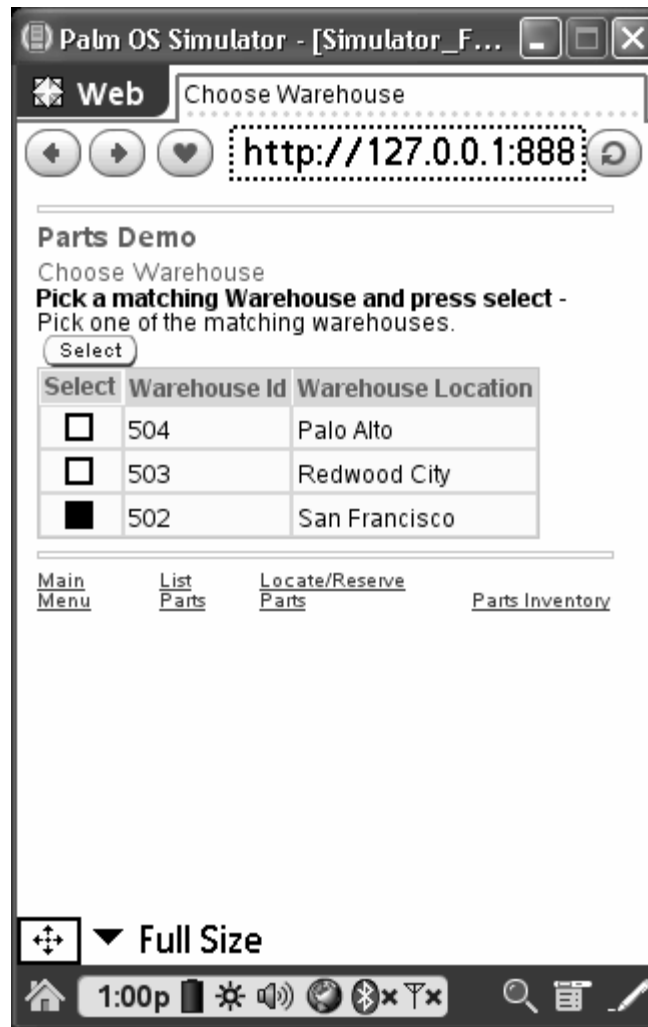 Palm OS Simulator - [Simulator_F...
Web
Choose Warehouse
http://127.0.0.1:888
Parts Demo
Choose Warehouse
Pick a matching Warehouse and press select -
Pick one of the matching warehouses.
Select
Select Warehouse Id Warehouse Location
504 Palo Alto
503 Redwood City
502 San Francisco
Main Menu
List Parts
Locate/Reserve Parts
Parts Inventory
Full Size
1:00p